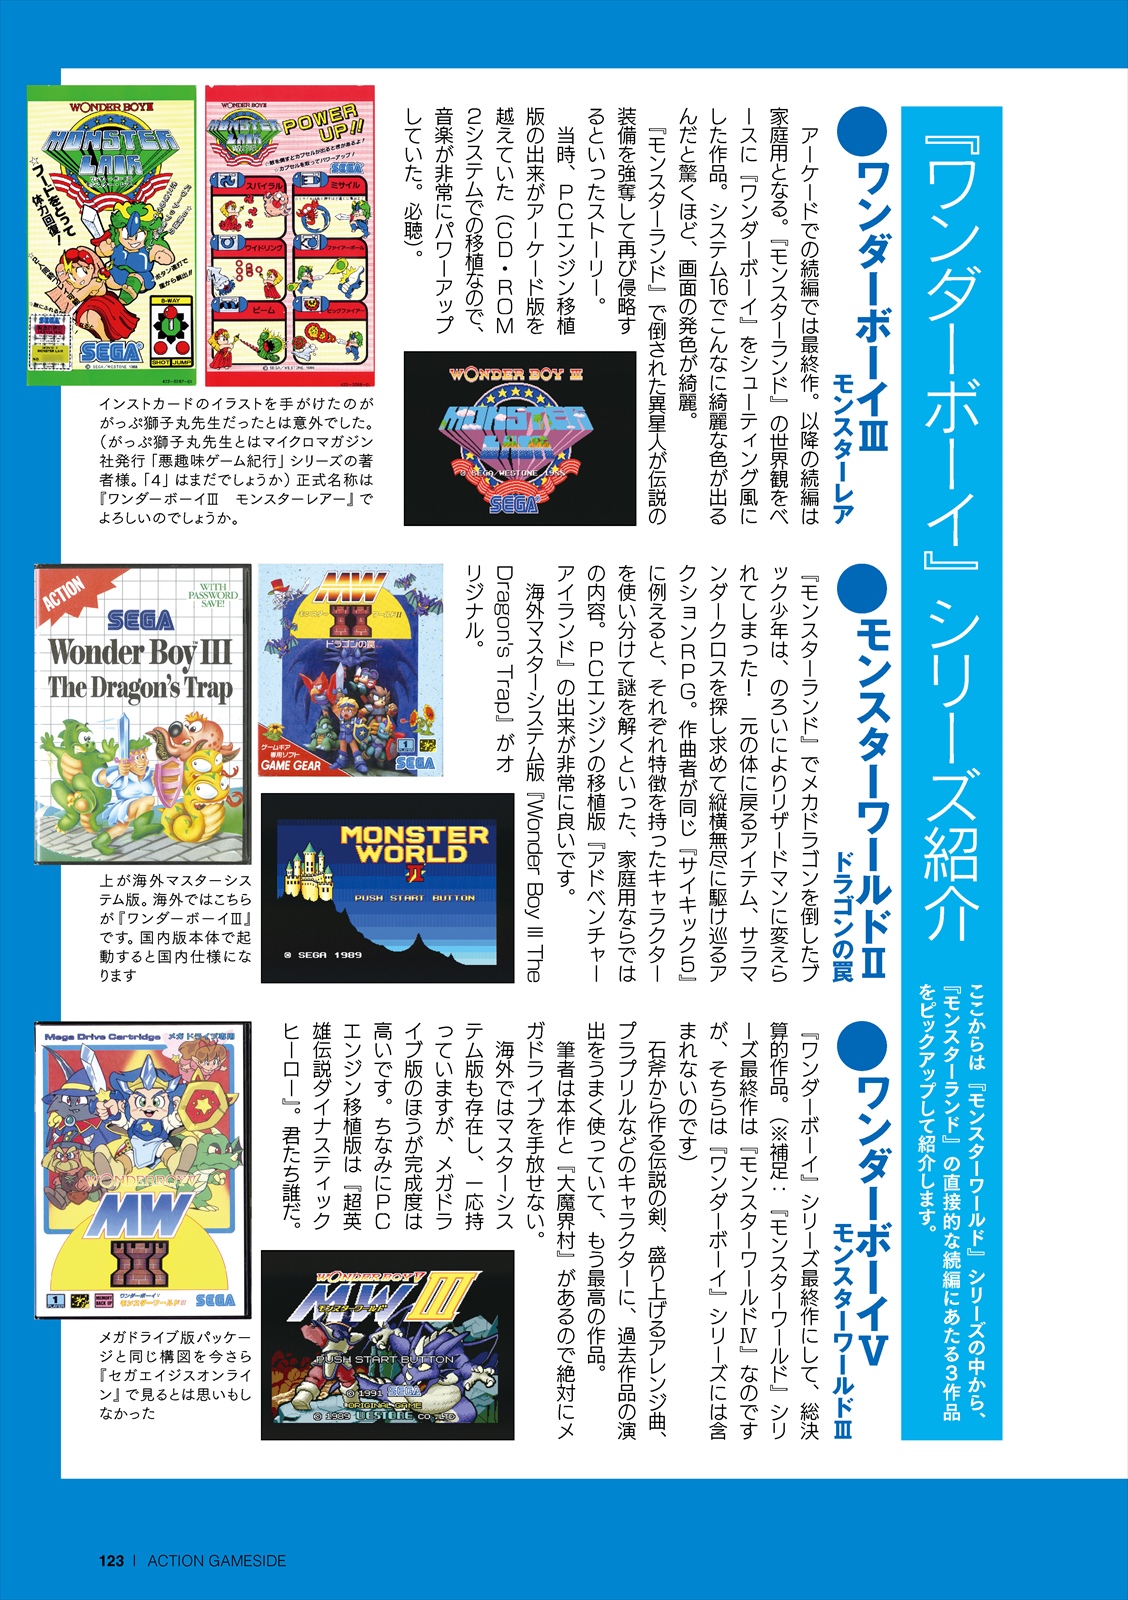 『ワンダーボーイ』シリーズ紹介
ここからは『モンスターワールド』シリーズの中から、
『モンスターランド』の直接的な続編にあたる３作品
をピックアップして紹介します。
●ワンダーボーイⅢ
モンスターレア
アーケードでの続編では最終作。以降の続編は
家庭用となる。『モンスターランド』の世界観をベ
ースに『ワンダーボーイ』をシューティング風に
した作品。システム16でこんなに綺麗な色が出る
んだと驚くほど、画面の発色が綺麗。
『モンスターランド』で倒された異星人が伝説の
装備を強奪して再び侵略す
るといったストーリー。
当時、ＰＣエンジン移植
版の出来がアーケード版を
越えていた（ＣＤ・ＲＯＭ
２システムでの移植なので、
音楽が非常にパワーアップ
していた。必聴）。
WONDER BOY III
MONSTER
LAIR
フルーツをとって
体力回復！
8-WAY
SHOT JUMP
SEGA
© SEGA/WESTONE 1988
WONDER BOY III
MONSTER
LAIR
POWER
UP!!
SEGA
スパイラル
ミサイル
ワイドリング
ファイアーボール
ビーム
ビッグファイアー
© SEGA/WESTONE 1988
WONDER BOY III
MONSTER
LAIR
© SEGA/WESTONE 1988
SEGA
インストカードのイラストを手がけたのが
がっぷ獅子丸先生だったとは意外でした。
（がっぷ獅子丸先生とはマイクロマガジン
社発行「悪趣味ゲーム紀行」シリーズの著
者様。「4」はまだでしょうか）正式名称は
『ワンダーボーイⅢ　モンスターレアー』で
よろしいのでしょうか。
●モンスターワールドⅡ
ドラゴンの罠
『モンスターランド』でメカドラゴンを倒したブ
ック少年は、のろいによりリザードマンに変えら
れてしまった！　元の体に戻るアイテム、サラマ
ンダークロスを探し求めて縦横無尽に駆け巡るア
クションＲＰＧ。作曲者が同じ『サイキック５』
に例えると、それぞれ特徴を持ったキャラクター
を使い分けて謎を解くといった、家庭用ならでは
の内容。ＰＣエンジンの移植版『アドベンチャー
アイランド』の出来が非常に良いです。
海外マスターシステム版『Wonder Boy Ⅲ The
Dragon's Trap』がオ
リジナル。
ACTION
WITH
PASSWORD
SAVE!
SEGA
Wonder Boy III
The Dragon's Trap
MW
モンスターワールドII
ドラゴンの罠
ゲームギア
専用ソフト
GAME GEAR
SEGA
MONSTER
WORLD
II
PUSH START BUTTON
© SEGA 1989
上が海外マスターシス
テム版。海外ではこちら
が『ワンダーボーイⅢ』
です。国内版本体で起
動すると国内仕様にな
ります
●ワンダーボーイⅤ
モンスターワールドⅢ
『ワンダーボーイ』シリーズ最終作にして、総決
算的作品。（※補足：『モンスターワールド』シリ
ーズ最終作は『モンスターワールドⅣ』なのです
が、そちらは『ワンダーボーイ』シリーズには含
まれないのです）
石斧から作る伝説の剣、盛り上げるアレンジ曲、
プラプリルなどのキャラクターに、過去作品の演
出をうまく使っていて、もう最高の作品。
筆者は本作と『大魔界村』があるので絶対にメ
ガドライブを手放せない。
海外ではマスターシス
テム版も存在し、一応持
っていますが、メガドラ
イブ版のほうが完成度は
高いです。ちなみにＰＣ
エンジン移植版は『超英
雄伝説ダイナスティック
ヒーロー』。君たち誰だ。
Mega Drive Cartridge メガドライブ専用
WONDERBOY V
MW
III
1
PLAYER
MEMORY
BACK UP
ワンダーボーイV
モンスターワールドIII
SEGA
WONDER BOY V
MW III
モンスターワールド
PUSH START BUTTON
© 1991 SEGA
ORIGINAL GAME
© 1989 WESTONE CO.,LTD
メガドライブ版パッケー
ジと同じ構図を今さら
『セガエイジスオンライ
ン』で見るとは思いもし
なかった
123 | ACTION GAMESIDE